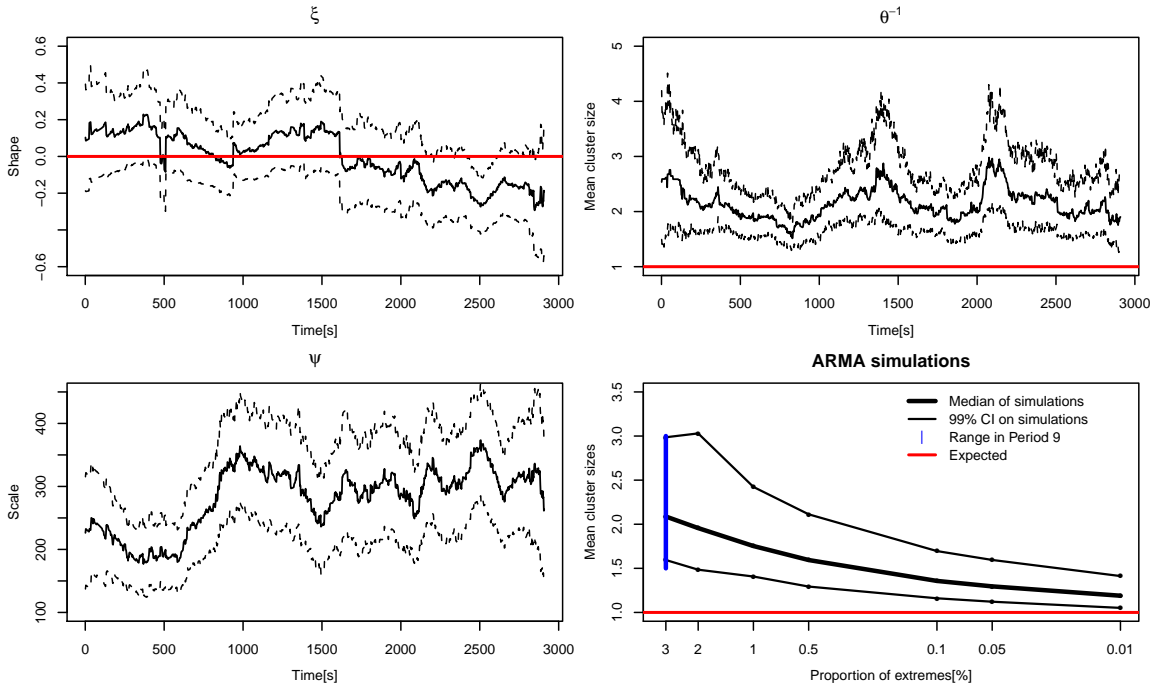 ξ
Shape
0.6
0.4
0.2
0.0
−0.2
−0.6
0 500 1000 1500 2000 2500 3000
Time[s]
θ⁻¹
Mean cluster size
5
4
3
2
1
0 500 1000 1500 2000 2500 3000
Time[s]
ψ
Scale
400
300
200
100
0 500 1000 1500 2000 2500 3000
Time[s]
ARMA simulations
Mean cluster sizes
3.5
3.0
2.5
2.0
1.5
1.0
Median of simulations
99% CI on simulations
Range in Period 9
Expected
3 2 1 0.5 0.1 0.05 0.01
Proportion of extremes[%]